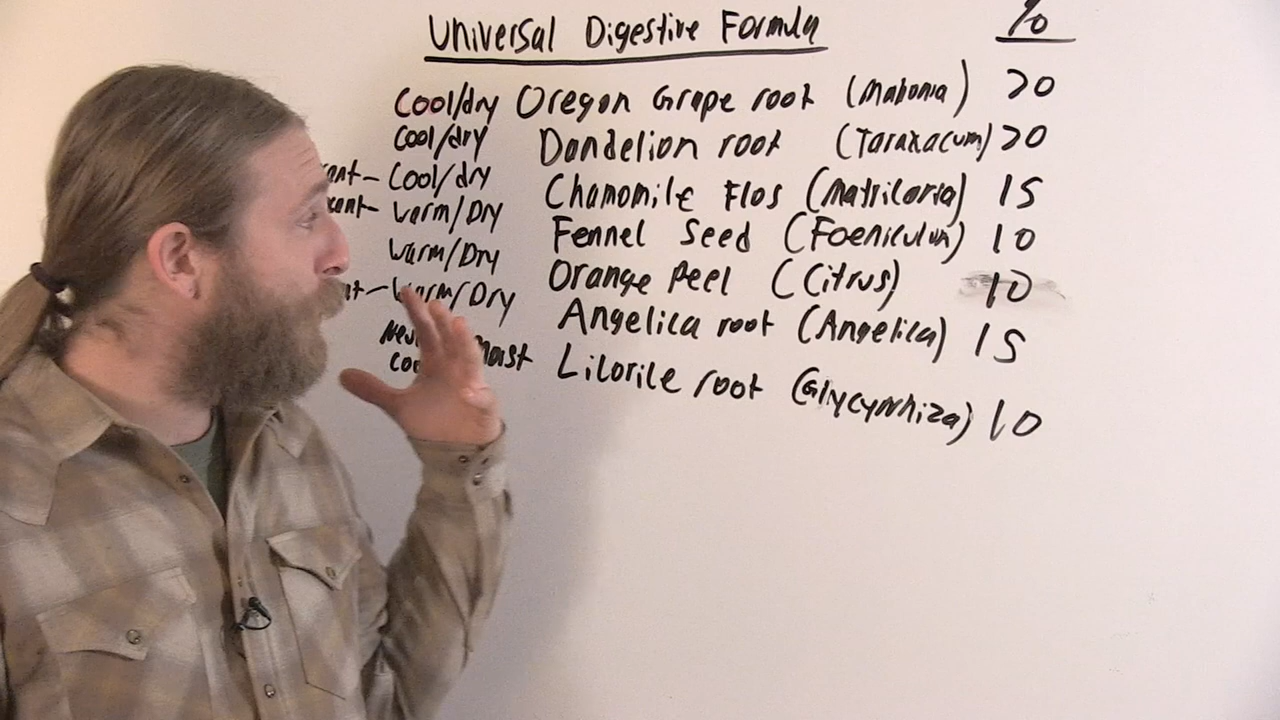 Universal Digestive Formula %
Cool/dry Oregon Grape root (Mahonia) 20
Cool/dry Dandelion root (Taraxacum) 20
Cool/dry Chamomile Flos (Matricaria) 15
Warm/Dry Fennel Seed (Foeniculum) 10
Warm/Dry Orange Peel (Citrus) 10
Warm/Dry Angelica root (Angelica) 15
Licorice root (Glycyrrhiza) 10